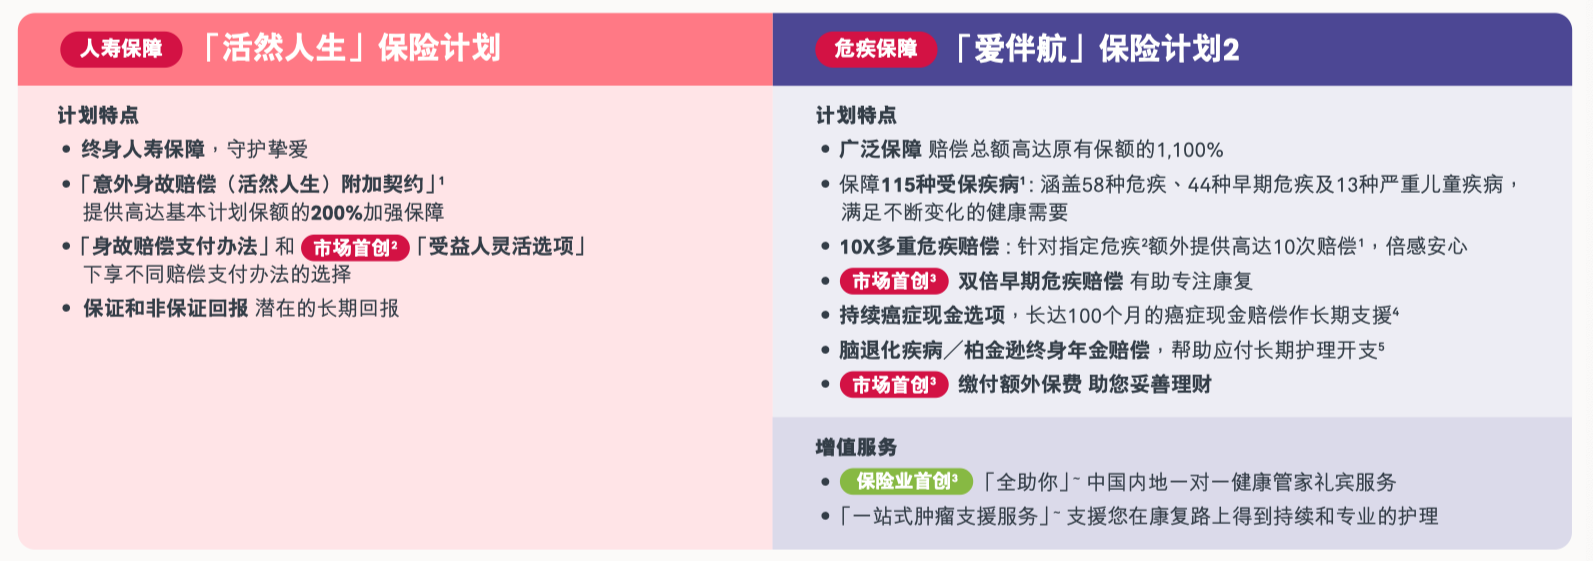 人寿保障 「活然人生」保险计划
计划特点
• 终身人寿保障，守护挚爱
• 「意外身故赔偿（活然人生）附加契约」¹
提供高达基本计划保额的200%加强保障
• 「身故赔偿支付办法」和 市场首创² 「受益人灵活选项」
下享不同赔偿支付办法的选择
• 保证和非保证回报 潜在的长期回报
危疾保障 「爱伴航」保险计划2
计划特点
• 广泛保障 赔偿总额高达原有保额的1,100%
• 保障115种受保疾病¹：涵盖58种危疾、44种早期危疾及13种严重儿童疾病，
满足不断变化的健康需要
• 10X多重危疾赔偿：针对指定危疾²额外提供高达10次赔偿¹，倍感安心
• 市场首创³ 双倍早期危疾赔偿 有助专注康复
• 持续癌症现金选项，长达100个月的癌症现金赔偿作长期支援⁴
• 脑退化疾病／柏金逊终身年金赔偿，帮助应付长期护理开支⁵
• 市场首创³ 缴付额外保费 助您妥善理财
增值服务
• 保险业首创³ 「全助你」~ 中国内地一对一健康管家礼宾服务
• 「一站式肿瘤支援服务」~ 支援您在康复路上得到持续和专业的护理